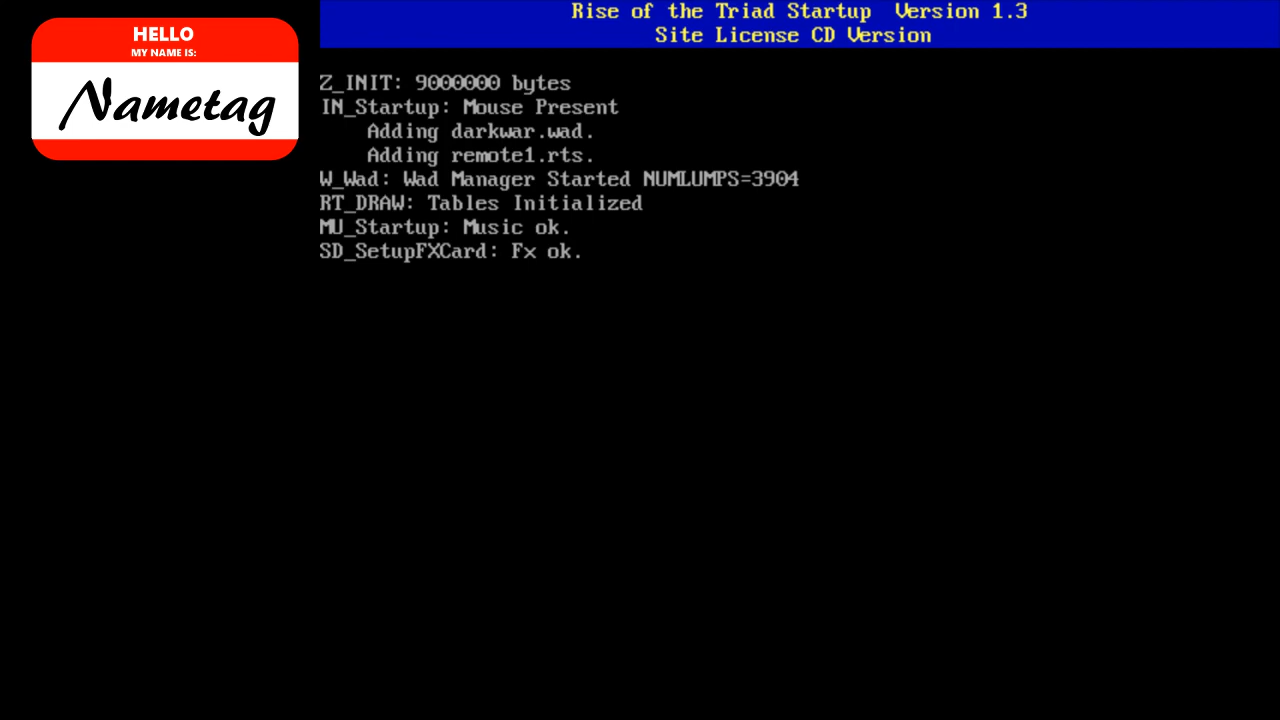 HELLO
MY NAME IS:
Nametag
Rise of the Triad Startup  Version 1.3
Site License CD Version
Z_INIT: 9000000 bytes
IN_Startup: Mouse Present
    Adding darkwar.wad.
    Adding remote1.rts.
W_Wad: Wad Manager Started NUMLUMPS=3904
RT_DRAW: Tables Initialized
MU_Startup: Music ok.
SD_SetupFXCard: Fx ok.